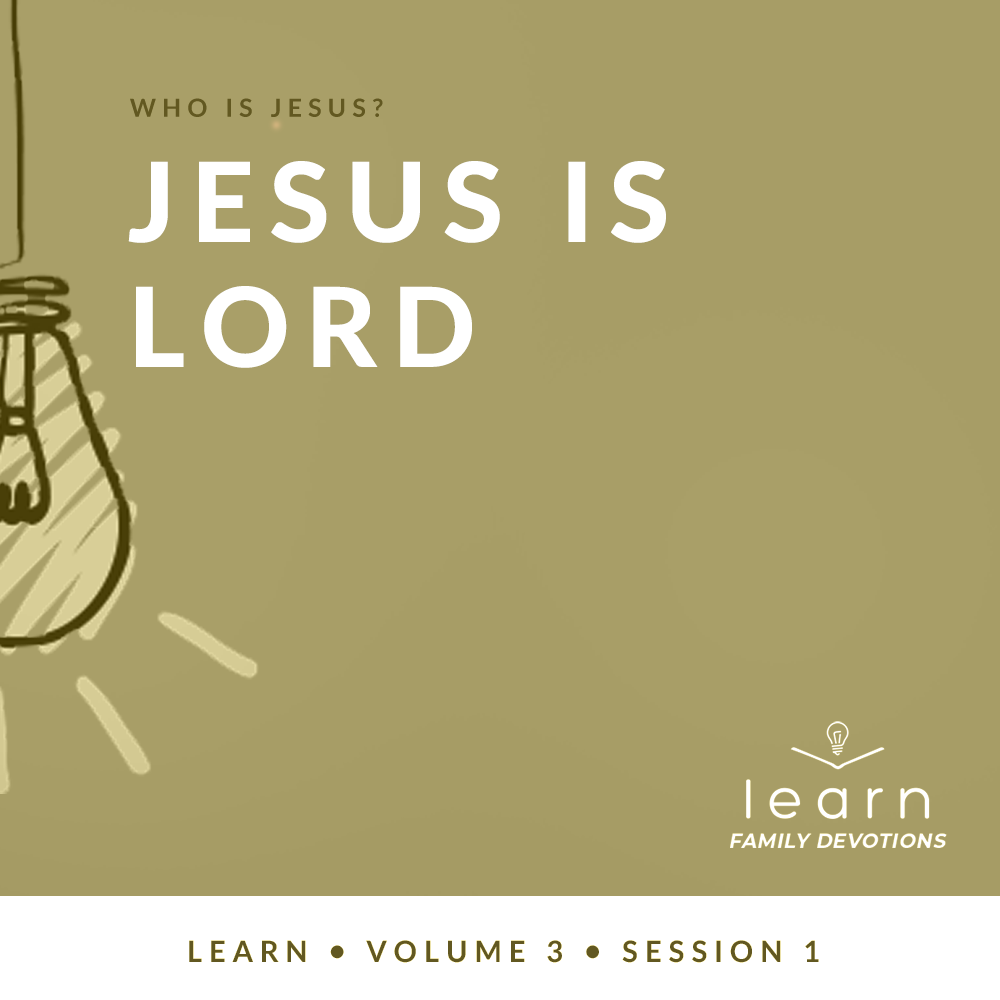 WHO IS JESUS?
JESUS IS
LORD
learn
FAMILY DEVOTIONS
LEARN • VOLUME 3 • SESSION 1